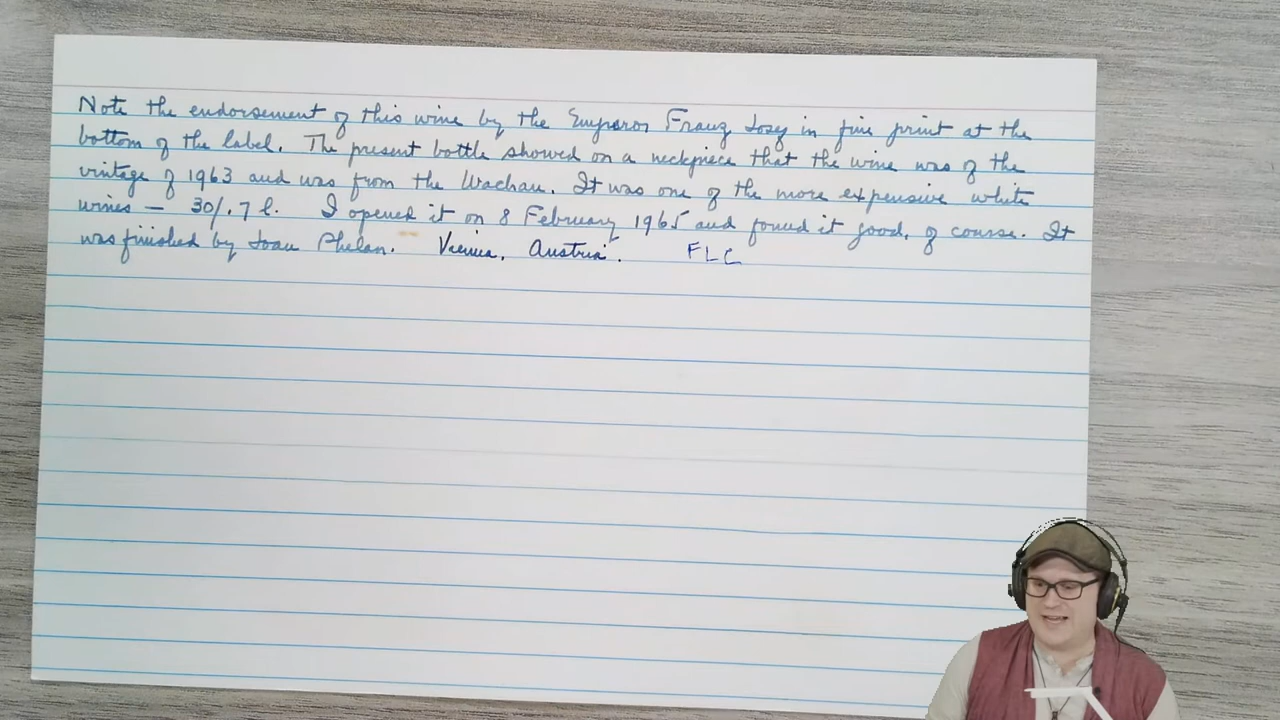 Note the endorsement of this wine by the Emperor Franz Josef in fine print at the
bottom of the label. The present bottle showed on a neckpiece that the wine was of the
vintage of 1963 and was from the Wachau. It was one of the more expensive white
wines — 30/.7 l. I opened it on 8 February 1965 and found it good, of course. It
was finished by Joan Phelan. Vienna, Austria. FLC